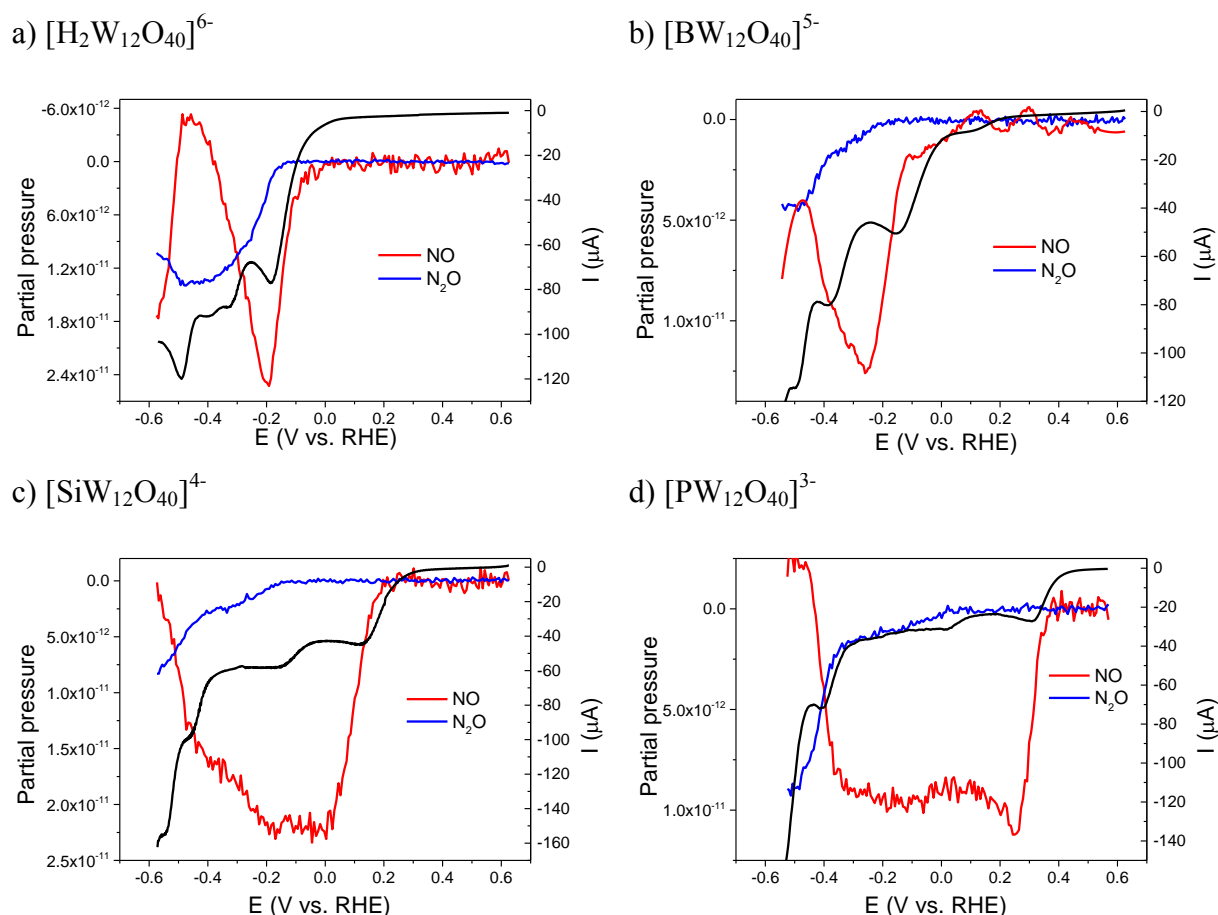 a) [H₂W₁₂O₄₀]⁶⁻
-6.0x10⁻¹²
0.0
6.0x10⁻¹²
1.2x10⁻¹¹
1.8x10⁻¹¹
2.4x10⁻¹¹
Partial pressure
NO
N₂O
0
-20
-40
-60
-80
-100
-120
I (µA)
-0.6 -0.4 -0.2 0.0 0.2 0.4 0.6
E (V vs. RHE)
b) [BW₁₂O₄₀]⁵⁻
0.0
5.0x10⁻¹²
1.0x10⁻¹¹
Partial pressure
NO
N₂O
0
-20
-40
-60
-80
-100
-120
I (µA)
-0.6 -0.4 -0.2 0.0 0.2 0.4 0.6
E (V vs. RHE)
c) [SiW₁₂O₄₀]⁴⁻
0.0
5.0x10⁻¹²
1.0x10⁻¹¹
1.5x10⁻¹¹
2.0x10⁻¹¹
2.5x10⁻¹¹
Partial pressure
NO
N₂O
0
-20
-40
-60
-80
-100
-120
-140
-160
I (µA)
-0.6 -0.4 -0.2 0.0 0.2 0.4 0.6
E (V vs. RHE)
d) [PW₁₂O₄₀]³⁻
0.0
5.0x10⁻¹²
1.0x10⁻¹¹
Partial pressure
NO
N₂O
0
-20
-40
-60
-80
-100
-120
-140
I (µA)
-0.6 -0.4 -0.2 0.0 0.2 0.4 0.6
E (V vs. RHE)